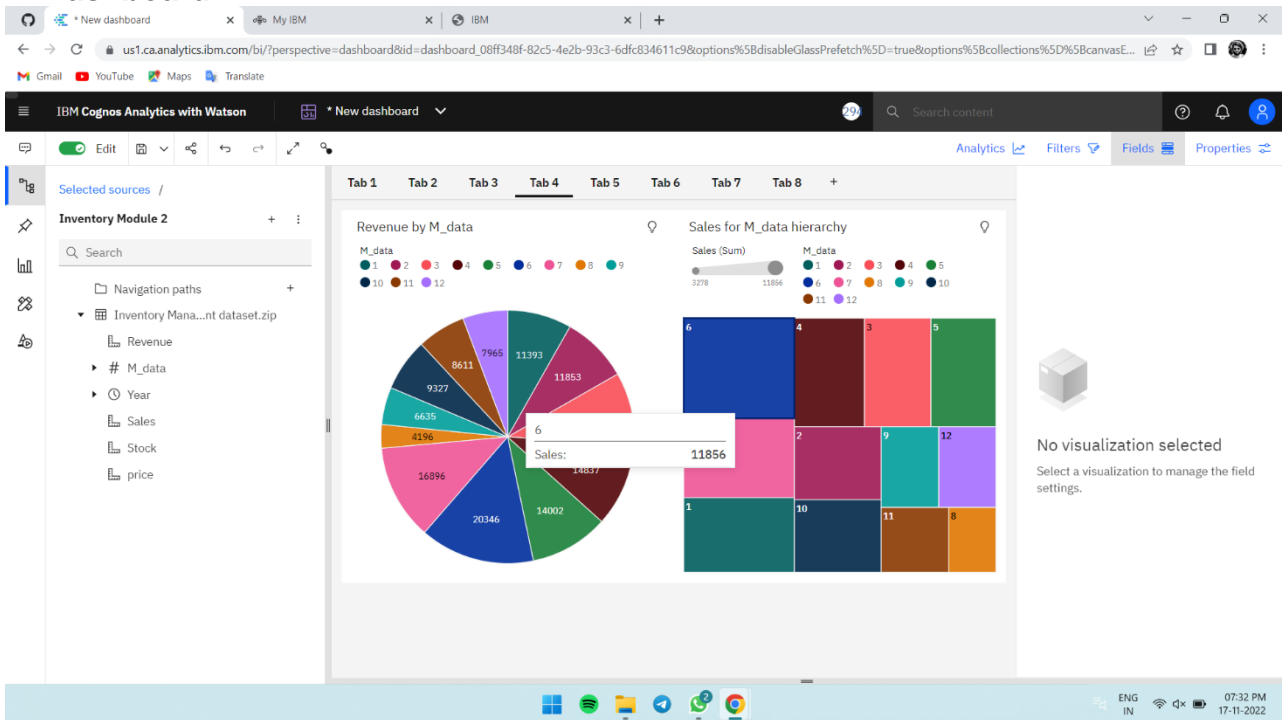 * New dashboard
My IBM
IBM
us1.ca.analytics.ibm.com/bi/?perspective=dashboard&id=dashboard_08ff348f-82c5-4e2b-93c3-6dfc834611c9&options%5BdisableGlassPrefetch%5D=true&options%5Bcollections%5D%5BcanvasE...
Gmail YouTube Maps Translate
IBM Cognos Analytics with Watson
* New dashboard
294
Search content
Edit
Analytics Filters Fields Properties
Selected sources /
Inventory Module 2
Search
Navigation paths
Inventory Mana...nt dataset.zip
Revenue
# M_data
Year
Sales
Stock
price
Tab 1 Tab 2 Tab 3 Tab 4 Tab 5 Tab 6 Tab 7 Tab 8 +
Revenue by M_data
M_data
1 2 3 4 5 6 7 8 9
10 11 12
7965 11393
8611
11853
9327
6635
4196
14837
16896
14002
20346
Sales for M_data hierarchy
Sales (Sum)
3278 11856
M_data
1 2 3 4 5
6 7 8 9 10
11 12
6 4 3 5
2 9 12
1 10 11 8
6
Sales: 11856
No visualization selected
Select a visualization to manage the field
settings.
2
ENG
IN
07:32 PM
17-11-2022